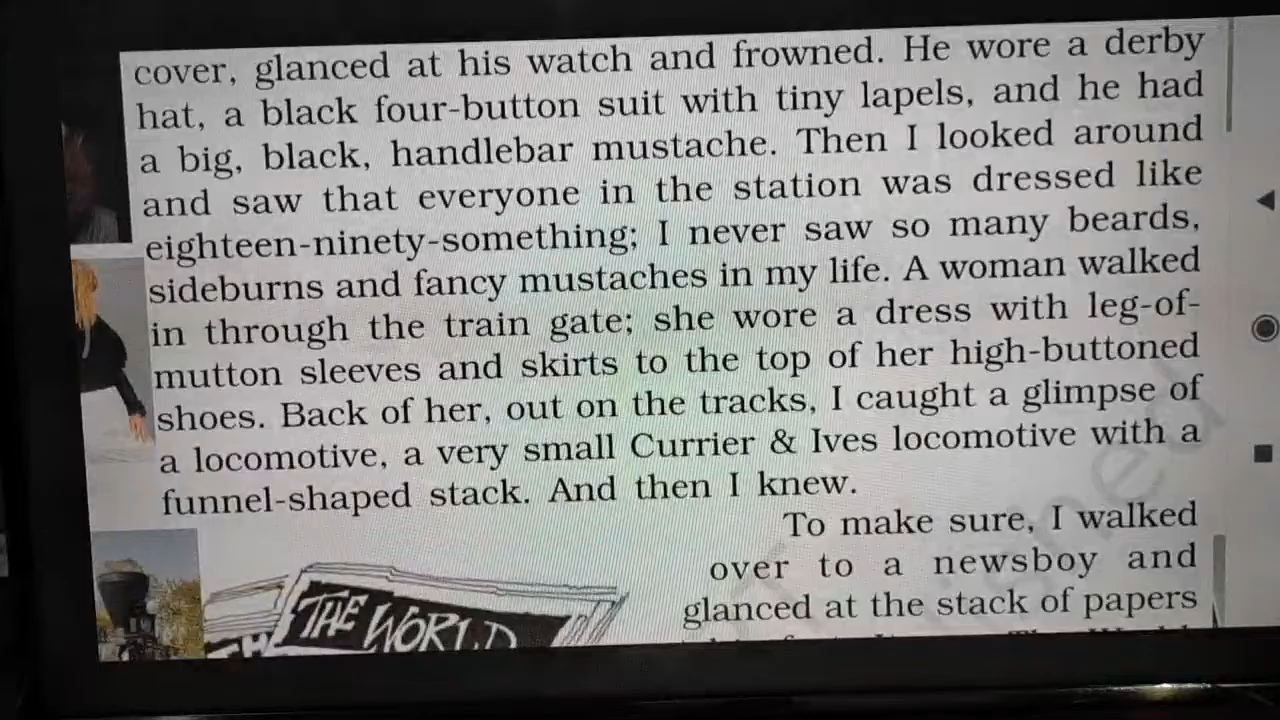 cover, glanced at his watch and frowned. He wore a derby
hat, a black four-button suit with tiny lapels, and he had
a big, black, handlebar mustache. Then I looked around
and saw that everyone in the station was dressed like
eighteen-ninety-something; I never saw so many beards,
sideburns and fancy mustaches in my life. A woman walked
in through the train gate; she wore a dress with leg-of-
mutton sleeves and skirts to the top of her high-buttoned
shoes. Back of her, out on the tracks, I caught a glimpse of
a locomotive, a very small Currier & Ives locomotive with a
funnel-shaped stack. And then I knew.
To make sure, I walked
over to a newsboy and
glanced at the stack of papers
THE WORLD